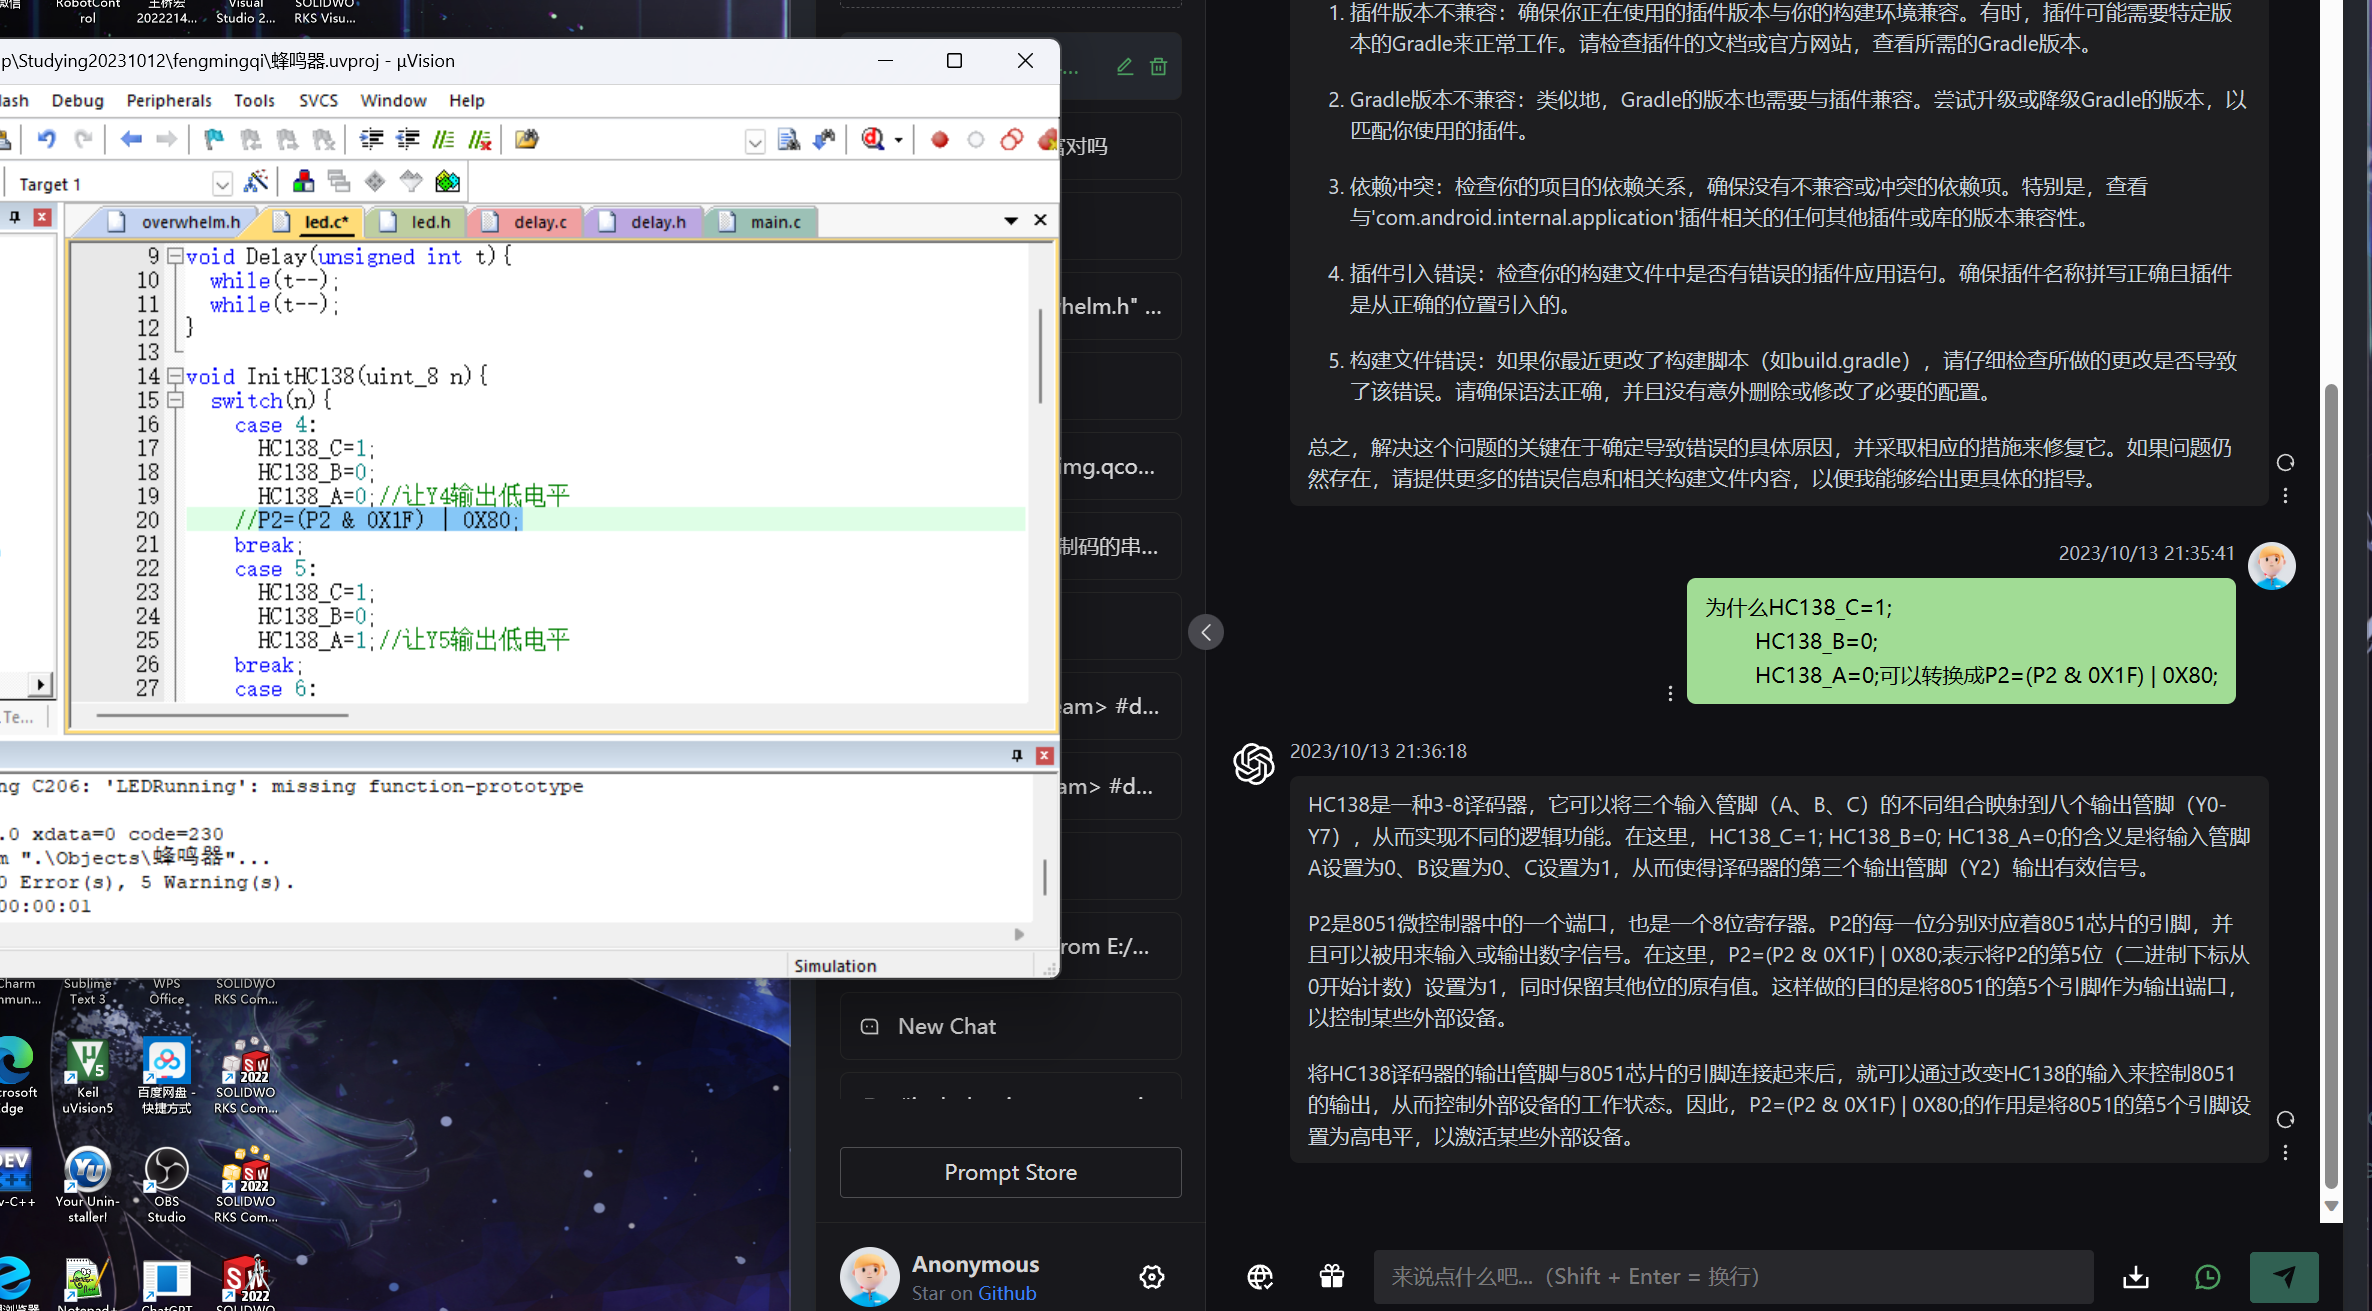 RobotCont
rol
2022214...
Visual
Studio 2...
SOLIDWO
RKS Visu...
p\Studying20231012\fengmingqi\蜂鸣器.uvproj - µVision
lash Debug Peripherals Tools SVCS Window Help
Target 1
overwhelm.h led.c* led.h delay.c delay.h main.c
9 void Delay(unsigned int t){
10 while(t--);
11 while(t--);
12 }
13
14 void InitHC138(uint_8 n){
15 switch(n){
16 case 4:
17 HC138_C=1;
18 HC138_B=0;
19 HC138_A=0;//让Y4输出低电平
20 //P2=(P2 & 0X1F) | 0X80;
21 break;
22 case 5:
23 HC138_C=1;
24 HC138_B=0;
25 HC138_A=1;//让Y5输出低电平
26 break;
27 case 6:
Te...
ng C206: 'LEDRunning': missing function-prototype
.0 xdata=0 code=230
m ".\Objects\蜂鸣器"...
0 Error(s), 5 Warning(s).
00:00:01
Simulation
Charm
mmun...
Sublime
Text 3
WPS
Office
SOLIDWO
RKS Com...
crosoft
dge
Keil
uVision5
百度网盘 -
快捷方式
SOLIDWO
RKS Com...
v-C++
Your Unin-
staller!
OBS
Studio
SOLIDWO
RKS Com...
Notepad+
ChatGPT
SOLIDWO
...
对吗
helm.h" ...
img.qco...
制码的串...
eam> #d...
am> #d...
rom E:/...
New Chat
Prompt Store
Anonymous
Star on Github
1. 插件版本不兼容：确保你正在使用的插件版本与你的构建环境兼容。有时，插件可能需要特定版
本的Gradle来正常工作。请检查插件的文档或官方网站，查看所需的Gradle版本。
2. Gradle版本不兼容：类似地，Gradle的版本也需要与插件兼容。尝试升级或降级Gradle的版本，以
匹配你使用的插件。
3. 依赖冲突：检查你的项目的依赖关系，确保没有不兼容或冲突的依赖项。特别是，查看
与'com.android.internal.application'插件相关的任何其他插件或库的版本兼容性。
4. 插件引入错误：检查你的构建文件中是否有错误的插件应用语句。确保插件名称拼写正确且插件
是从正确的位置引入的。
5. 构建文件错误：如果你最近更改了构建脚本（如build.gradle），请仔细检查所做的更改是否导致
了该错误。请确保语法正确，并且没有意外删除或修改了必要的配置。
总之，解决这个问题的关键在于确定导致错误的具体原因，并采取相应的措施来修复它。如果问题仍
然存在，请提供更多的错误信息和相关构建文件内容，以便我能够给出更具体的指导。
2023/10/13 21:35:41
为什么HC138_C=1;
HC138_B=0;
HC138_A=0;可以转换成P2=(P2 & 0X1F) | 0X80;
2023/10/13 21:36:18
HC138是一种3-8译码器，它可以将三个输入管脚（A、B、C）的不同组合映射到八个输出管脚（Y0-
Y7），从而实现不同的逻辑功能。在这里，HC138_C=1; HC138_B=0; HC138_A=0;的含义是将输入管脚
A设置为0、B设置为0、C设置为1，从而使得译码器的第三个输出管脚（Y2）输出有效信号。
P2是8051微控制器中的一个端口，也是一个8位寄存器。P2的每一位分别对应着8051芯片的引脚，并
且可以被用来输入或输出数字信号。在这里，P2=(P2 & 0X1F) | 0X80;表示将P2的第5位（二进制下标从
0开始计数）设置为1，同时保留其他位的原有值。这样做的目的是将8051的第5个引脚作为输出端口，
以控制某些外部设备。
将HC138译码器的输出管脚与8051芯片的引脚连接起来后，就可以通过改变HC138的输入来控制8051
的输出，从而控制外部设备的工作状态。因此，P2=(P2 & 0X1F) | 0X80;的作用是将8051的第5个引脚设
置为高电平，以激活某些外部设备。
来说点什么吧...（Shift + Enter = 换行）